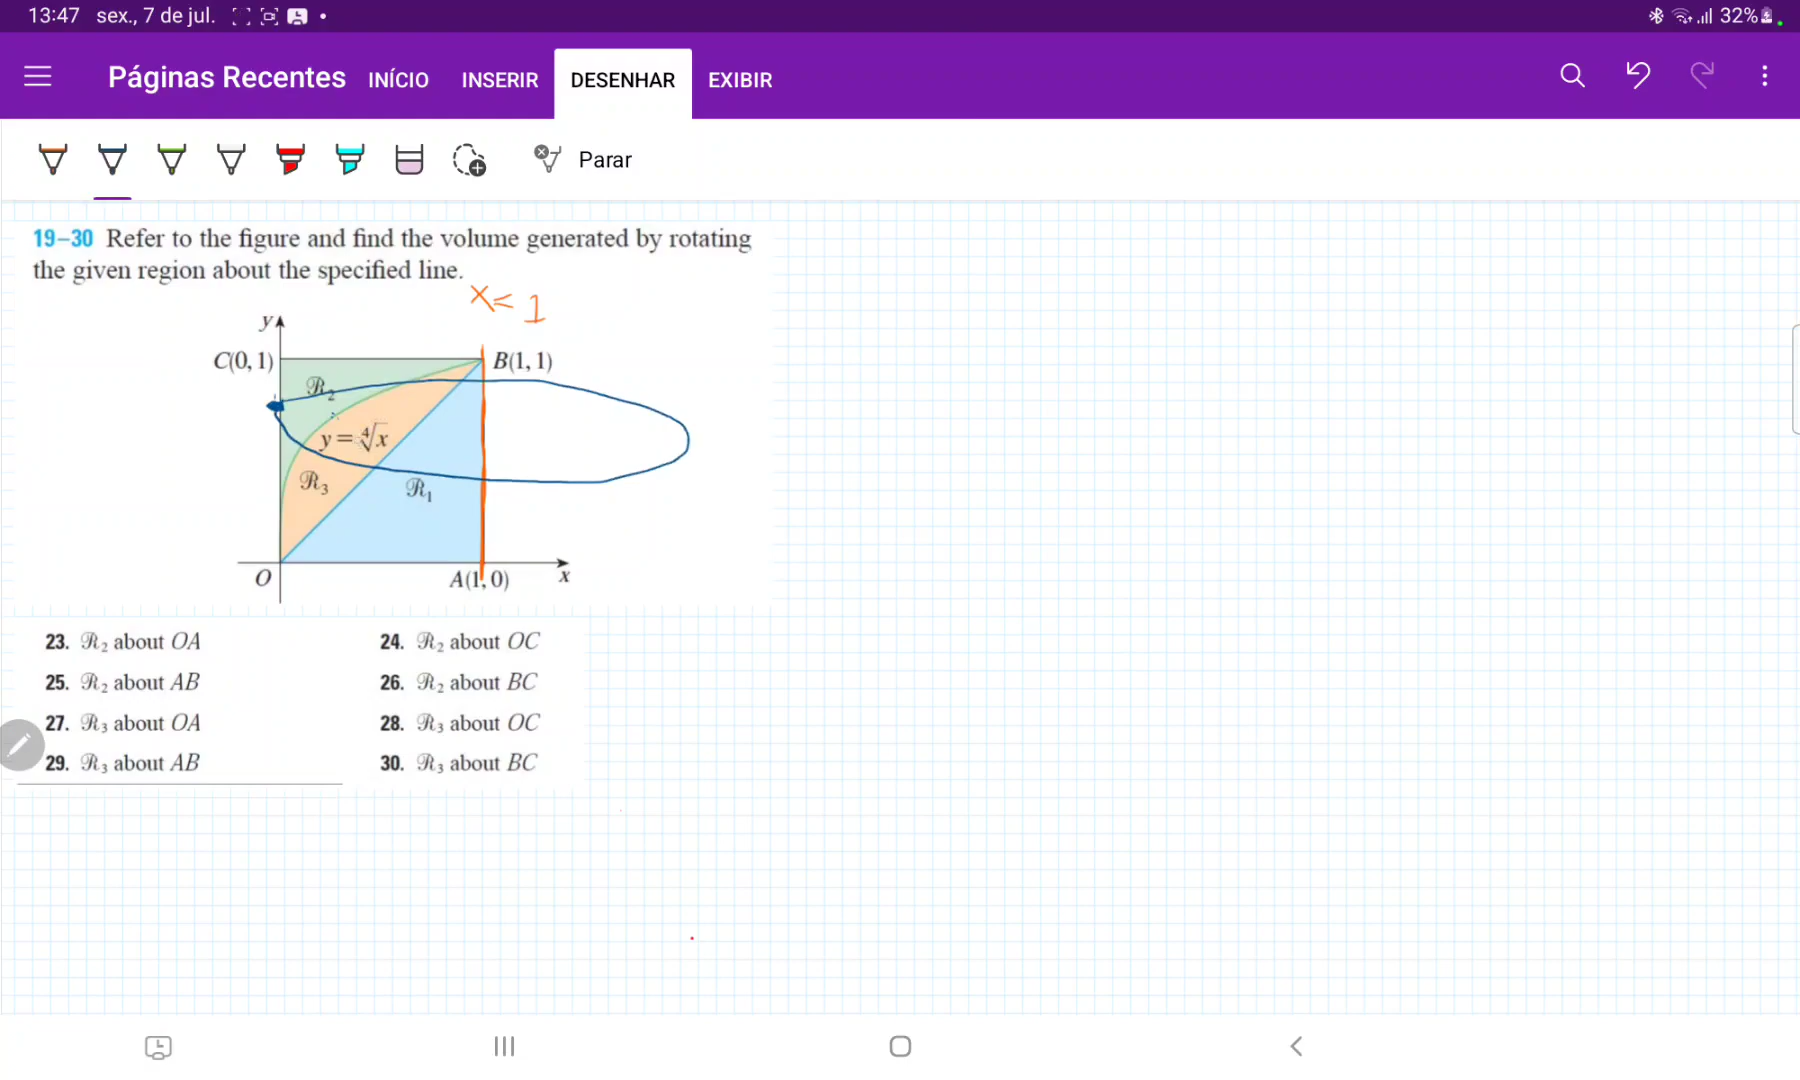 13:47 sex., 7 de jul. 32%
Páginas Recentes INÍCIO INSERIR DESENHAR EXIBIR
Parar
19–30 Refer to the figure and find the volume generated by rotating
the given region about the specified line.
x = 1
y
C(0, 1) B(1, 1)
ℛ₂
y = ∜x
ℛ₃ ℛ₁
O A(1, 0) x
23. ℛ₂ about OA 24. ℛ₂ about OC
25. ℛ₂ about AB 26. ℛ₂ about BC
27. ℛ₃ about OA 28. ℛ₃ about OC
29. ℛ₃ about AB 30. ℛ₃ about BC